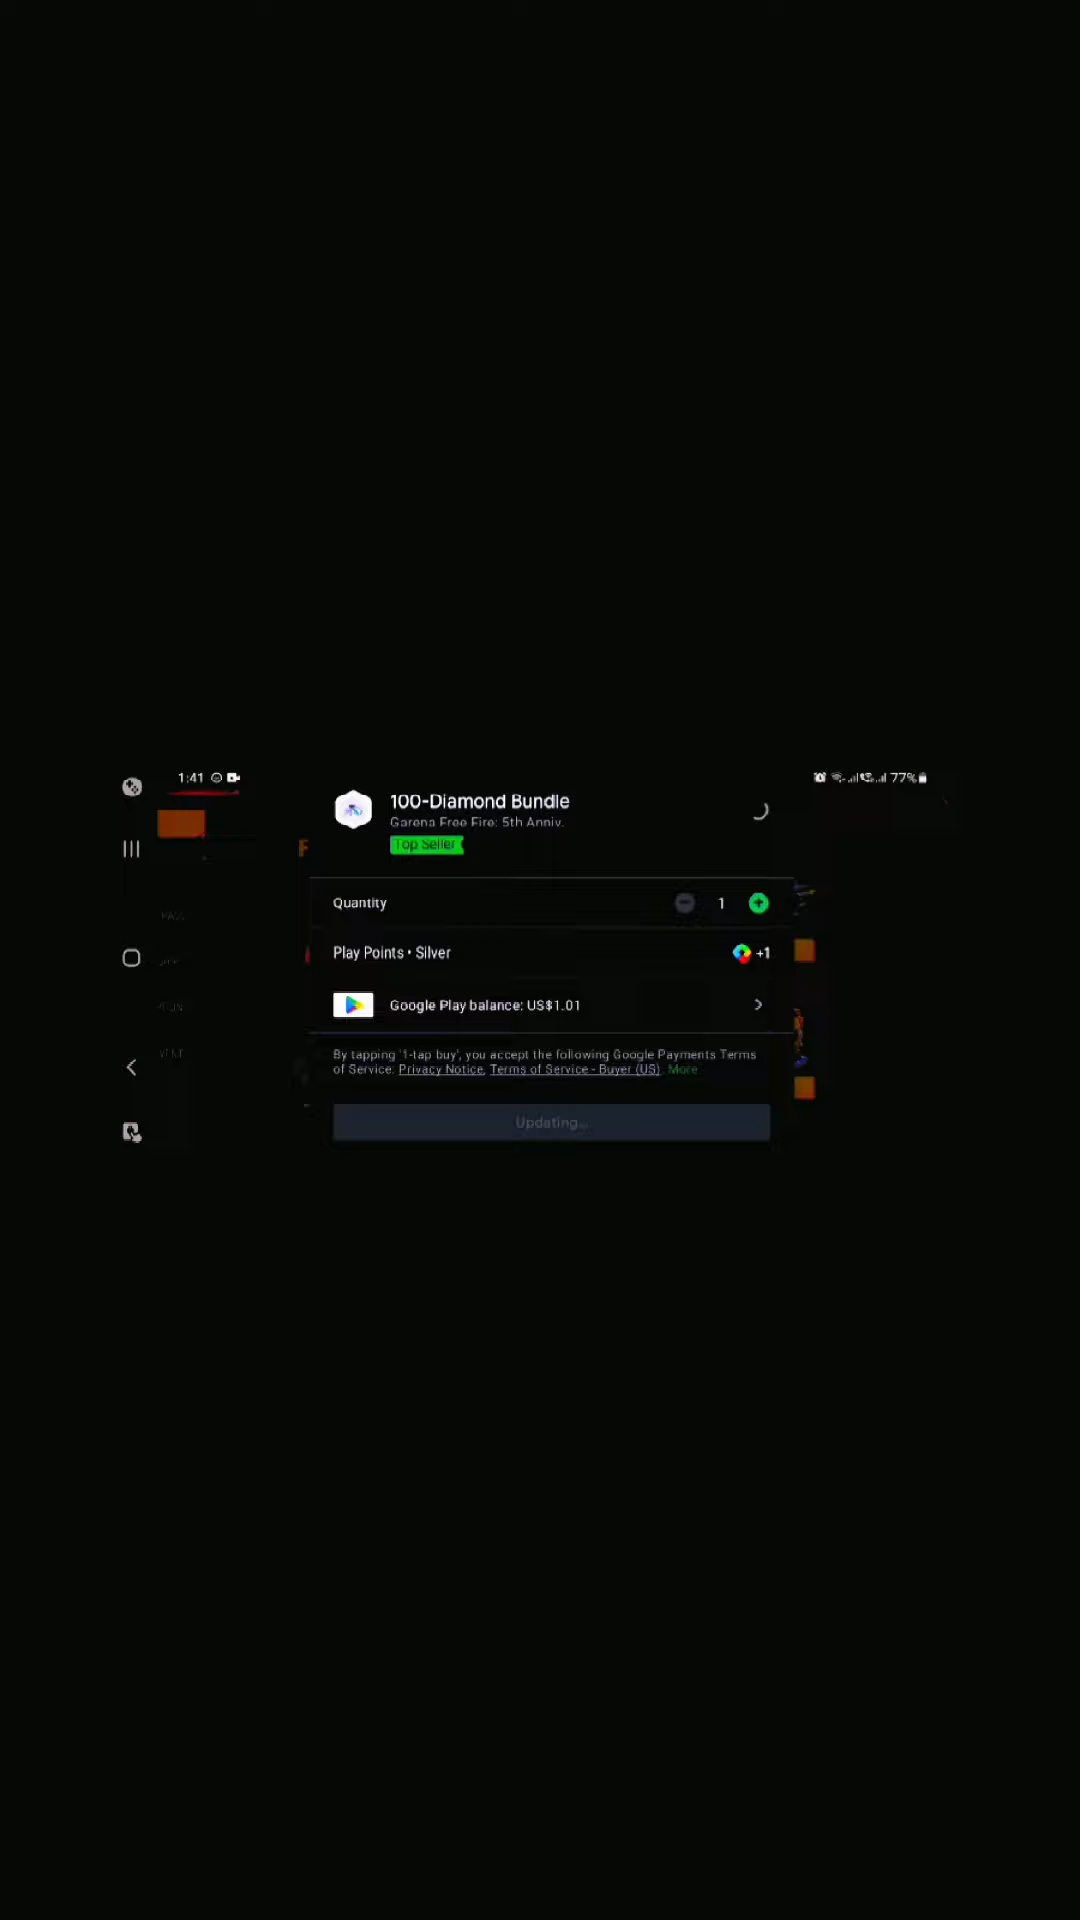 1:41
77%
100-Diamond Bundle
Garena Free Fire: 5th Anniv.
Top Seller
Quantity
1
Play Points • Silver
+1
Google Play balance: US$1.01
By tapping '1-tap buy', you accept the following Google Payments Terms
of Service: Privacy Notice, Terms of Service - Buyer (US). More
Updating...